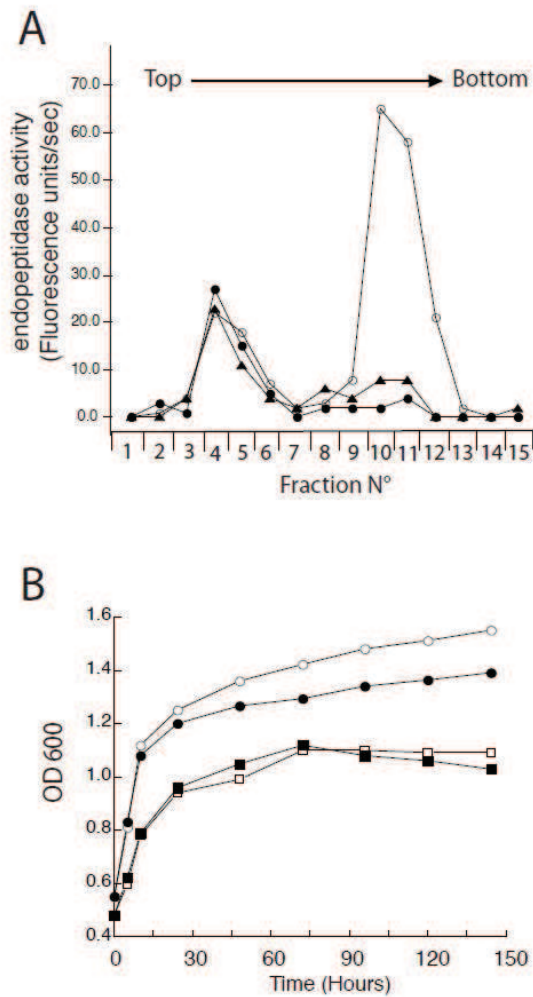 A
Top
Bottom
endopeptidase activity
(Fluorescence units/sec)
70.0
60.0
50.0
40.0
30.0
20.0
10.0
0.0
1 2 3 4 5 6 7 8 9 10 11 12 13 14 15
Fraction N°
B
OD 600
1.6
1.4
1.2
1.0
0.8
0.6
0.4
0 30 60 90 120 150
Time (Hours)